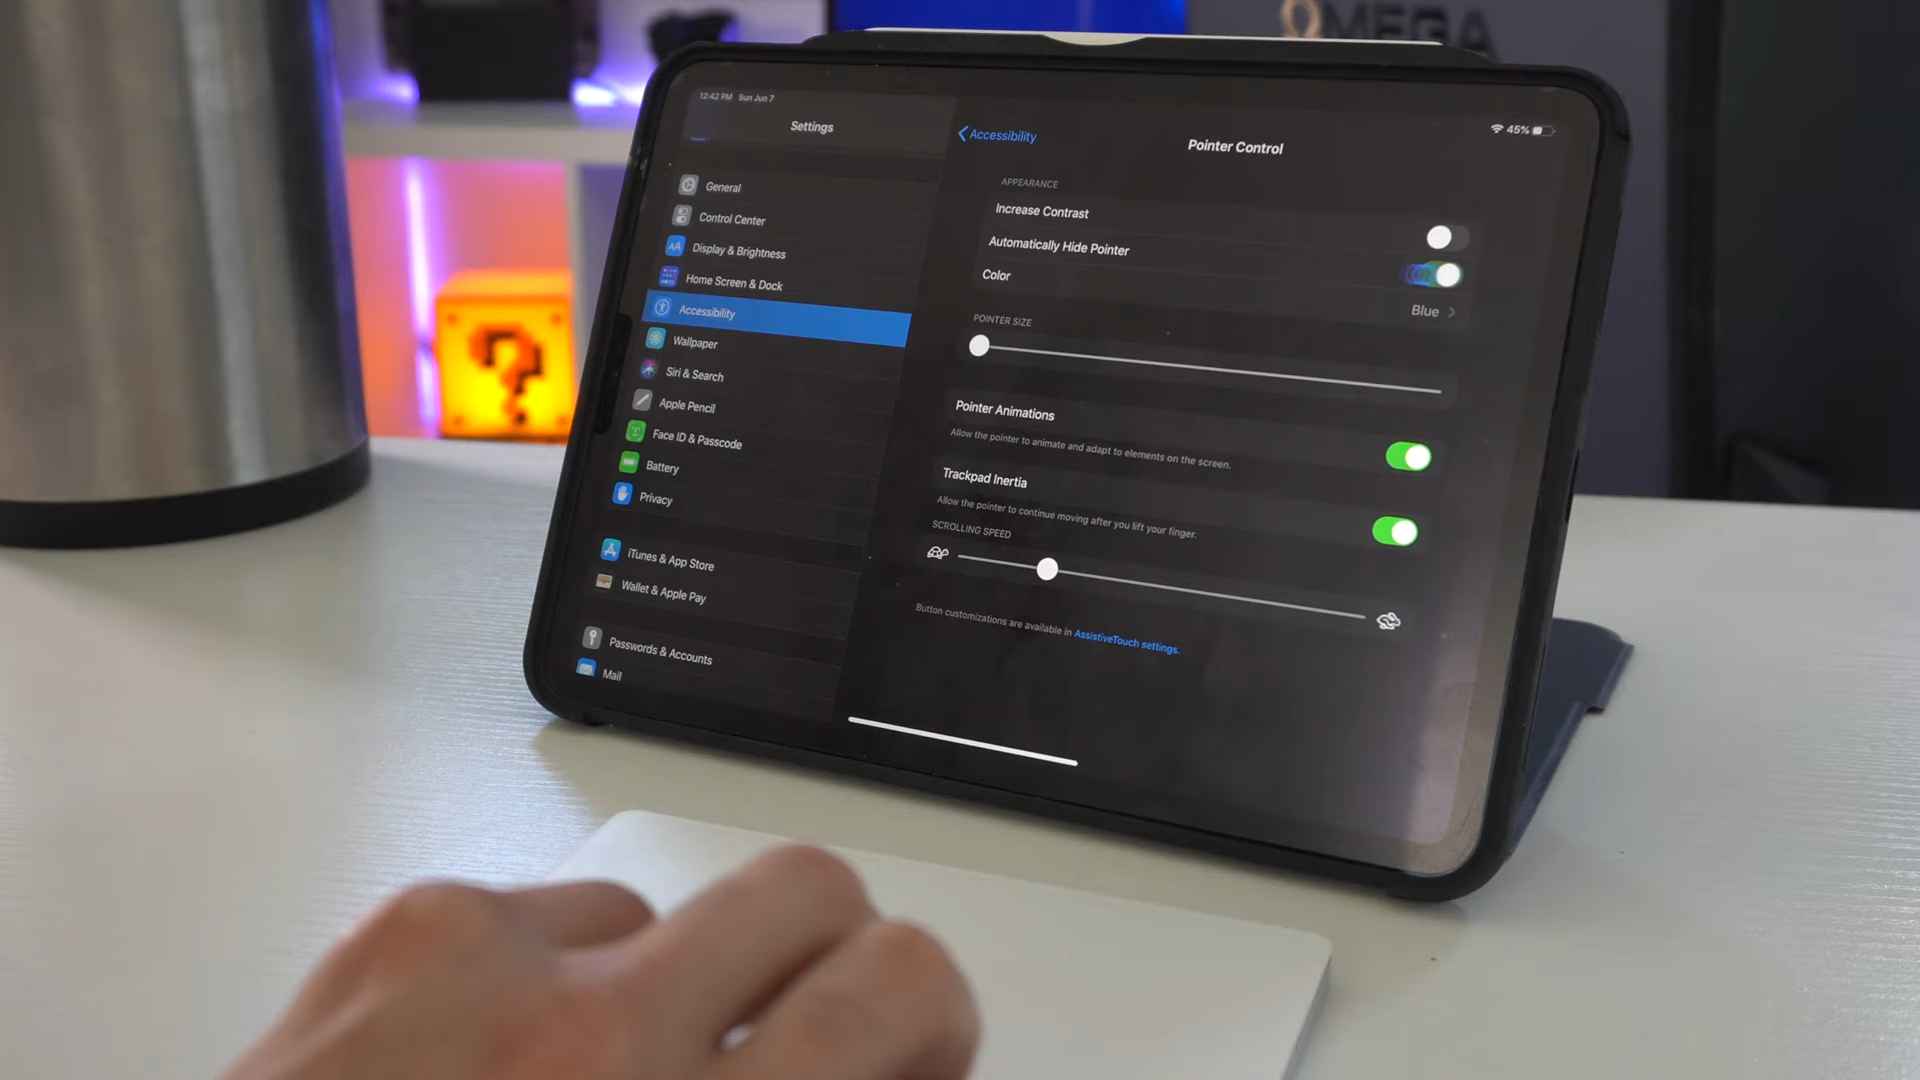 ΩMEGA
12:42 PM Sun Jun 7
45%
Settings
General
Control Center
AA Display & Brightness
Home Screen & Dock
Accessibility
Wallpaper
Siri & Search
Apple Pencil
Face ID & Passcode
Battery
Privacy
iTunes & App Store
Wallet & Apple Pay
Passwords & Accounts
Mail
Accessibility
Pointer Control
APPEARANCE
Increase Contrast
Automatically Hide Pointer
Color
Blue
POINTER SIZE
Pointer Animations
Allow the pointer to animate and adapt to elements on the screen.
Trackpad Inertia
Allow the pointer to continue moving after you lift your finger.
SCROLLING SPEED
Button customizations are available in AssistiveTouch settings.
?